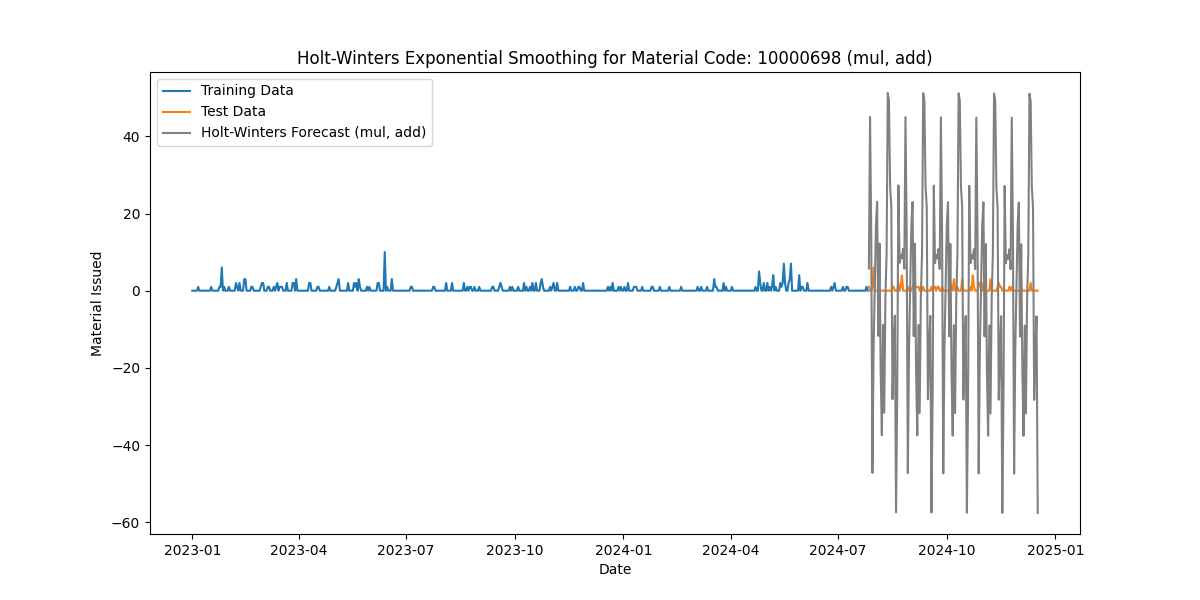 Holt-Winters Exponential Smoothing for Material Code: 10000698 (mul, add)
Training Data
Test Data
Holt-Winters Forecast (mul, add)
Material Issued
40
20
0
−20
−40
−60
2023-01 2023-04 2023-07 2023-10 2024-01 2024-04 2024-07 2024-10 2025-01
Date